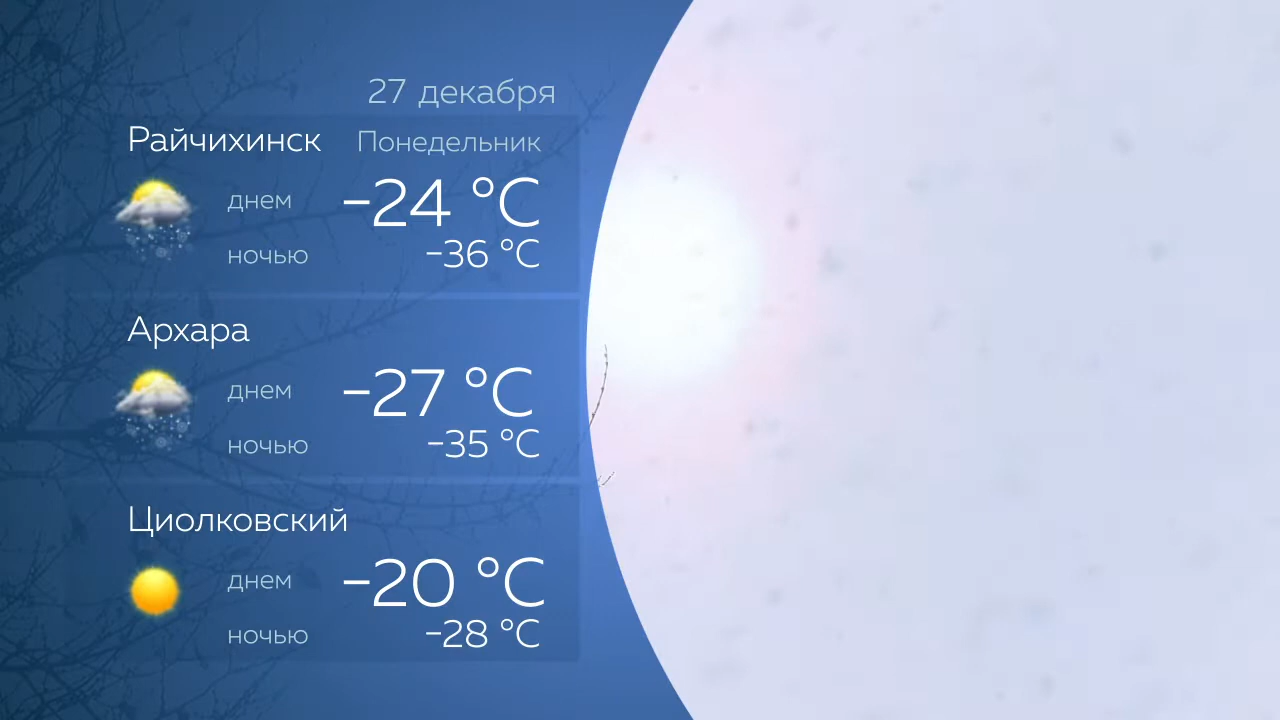 27 декабря
Райчихинск Понедельник
днем -24 °C
ночью -36 °C
Архара
днем -27 °C
ночью -35 °C
Циолковский
днем -20 °C
ночью -28 °C